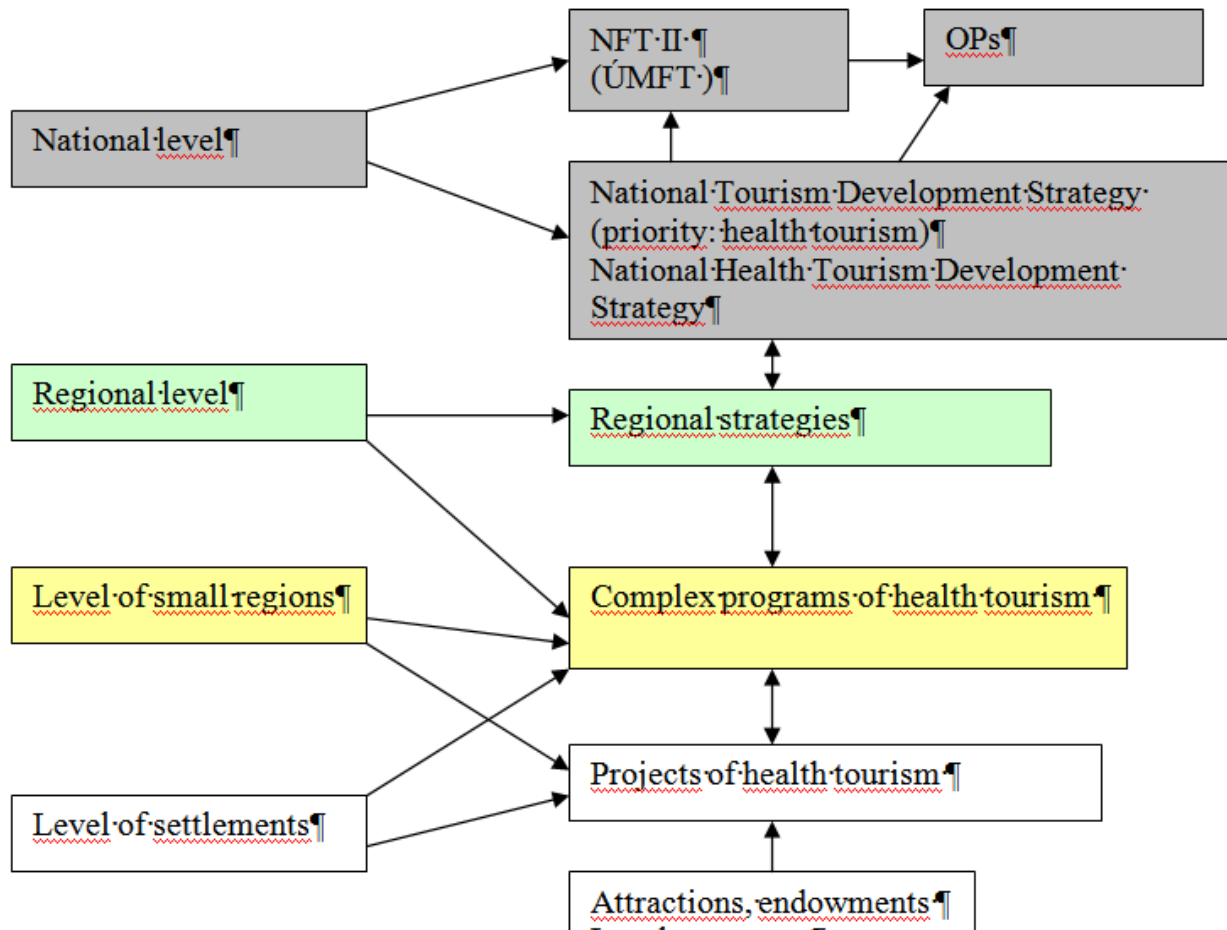 NFT·II·¶
(ÚMFT·)¶
OPs¶
National·level¶
National·Tourism·Development·Strategy·
(priority:·health·tourism)¶
National·Health·Tourism·Development·
Strategy¶
Regional·level¶
Regional·strategies¶
Level·of·small·regions¶
Complex·programs·of·health·tourism·¶
Projects·of·health·tourism·¶
Level·of·settlements¶
Attractions,·endowments·¶